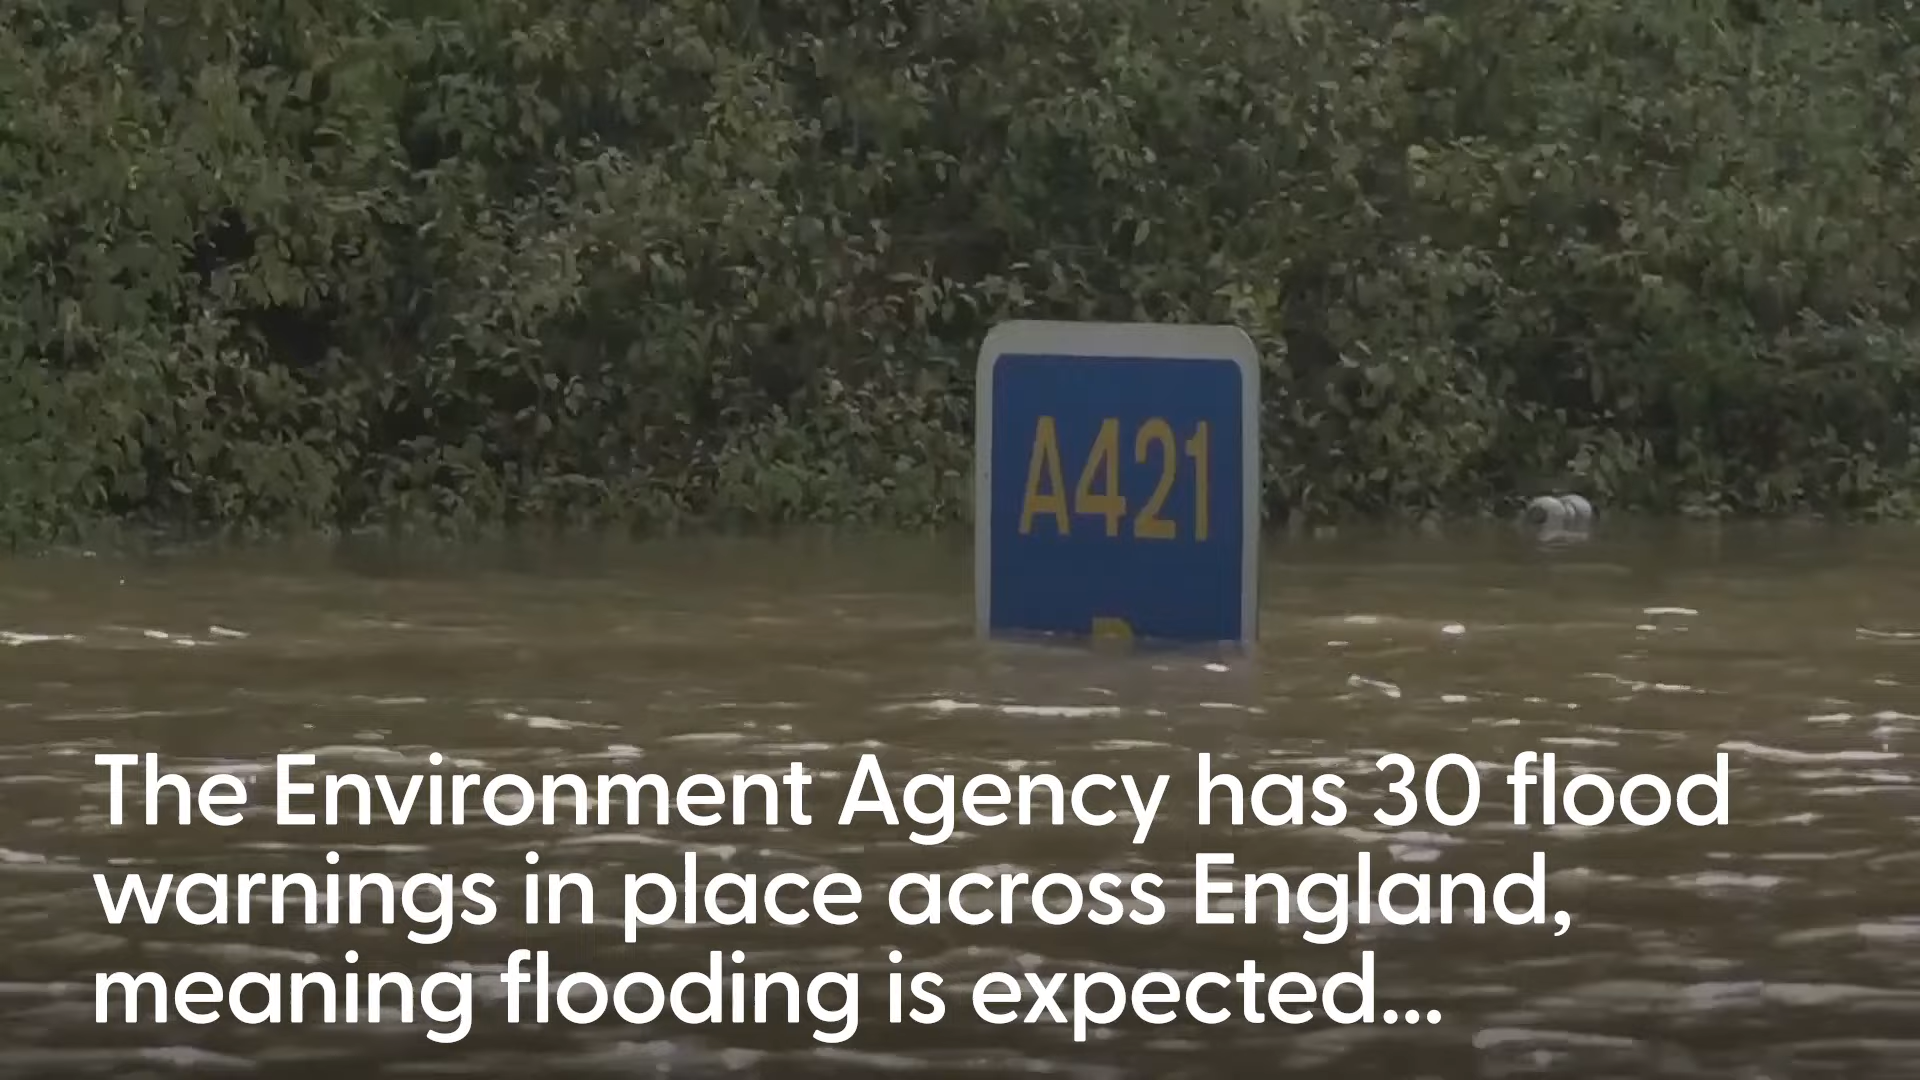 A421
The Environment Agency has 30 flood
warnings in place across England,
meaning flooding is expected...